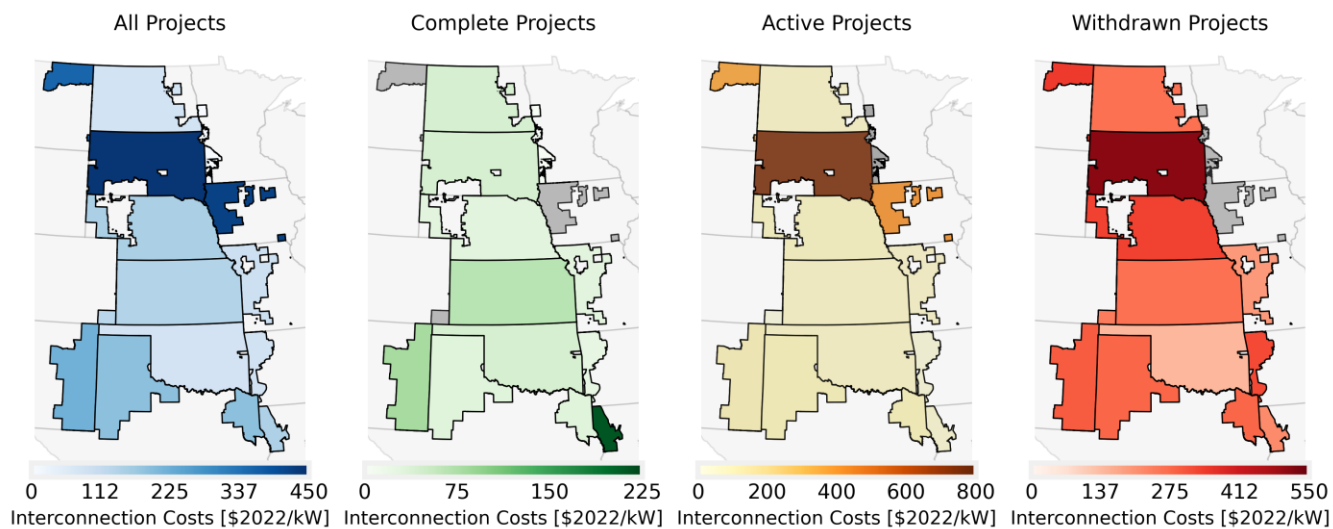 All Projects
Complete Projects
Active Projects
Withdrawn Projects
0 112 225 337 450
Interconnection Costs [$2022/kW]
0 75 150 225
Interconnection Costs [$2022/kW]
0 200 400 600 800
Interconnection Costs [$2022/kW]
0 137 275 412 550
Interconnection Costs [$2022/kW]